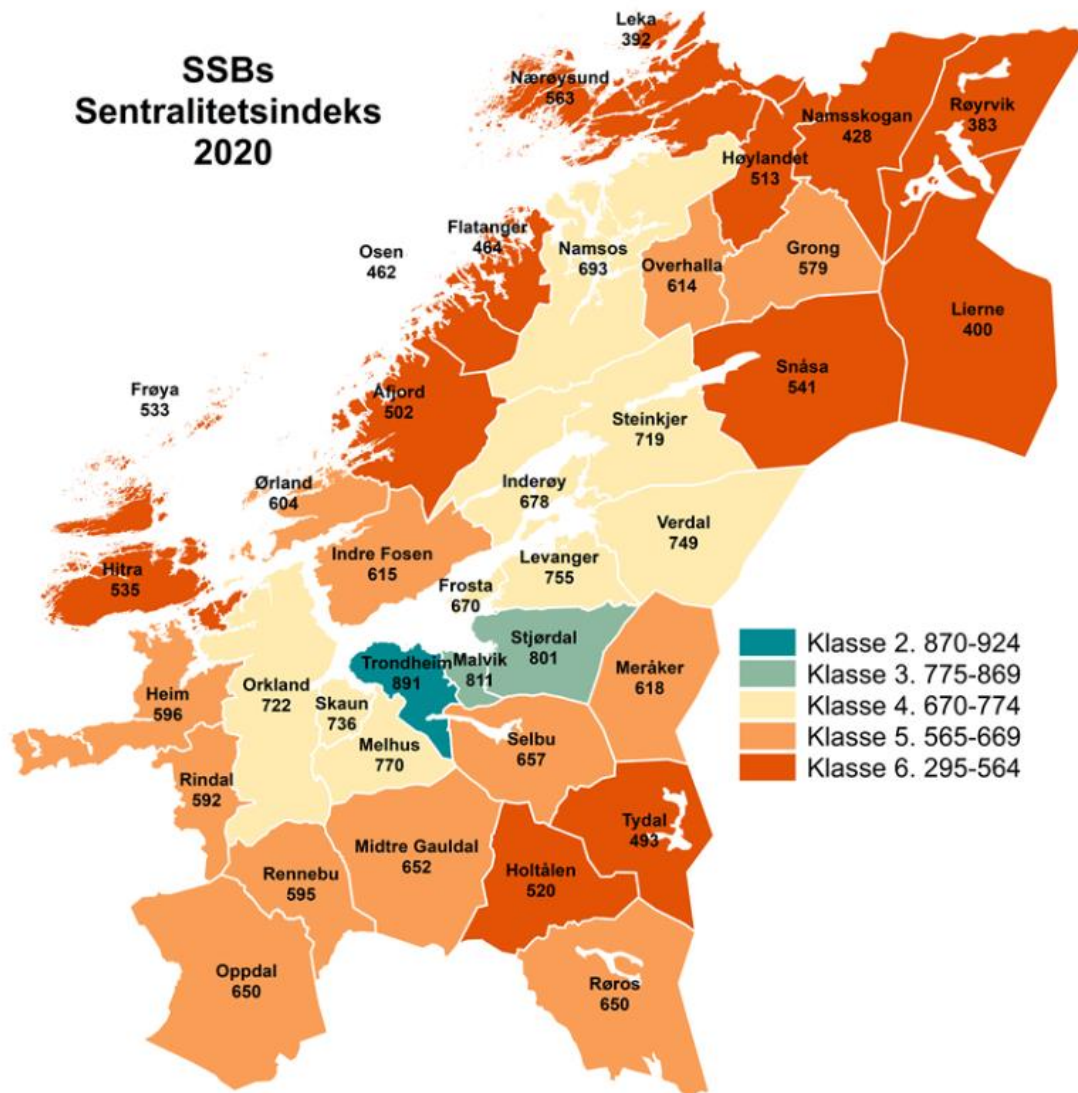 SSBs
Sentralitetsindeks
2020
Leka
392
Nærøysund
563
Namsskogan
428
Røyrvik
383
Høylandet
513
Flatanger
464
Osen
462
Namsos
693
Overhalla
614
Grong
579
Lierne
400
Snåsa
541
Frøya
533
Åfjord
502
Steinkjer
719
Ørland
604
Inderøy
678
Verdal
749
Indre Fosen
615
Levanger
755
Hitra
535
Frosta
670
Stjørdal
801
Malvik
811
Trondheim
891
Meråker
618
Heim
596
Orkland
722
Skaun
736
Melhus
770
Selbu
657
Rindal
592
Tydal
493
Midtre Gauldal
652
Rennebu
595
Holtålen
520
Oppdal
650
Røros
650
Klasse 2. 870-924
Klasse 3. 775-869
Klasse 4. 670-774
Klasse 5. 565-669
Klasse 6. 295-564